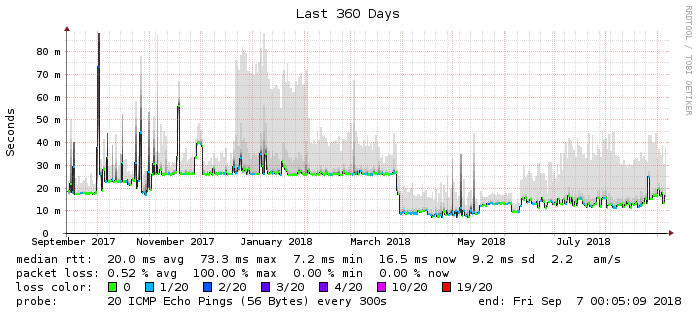 Last 360 Days
RRDTOOL / TOBI OETIKER
Seconds
80 m
70 m
60 m
50 m
40 m
30 m
20 m
10 m
0
September 2017 November 2017 January 2018 March 2018 May 2018 July 2018
median rtt: 20.0 ms avg 73.3 ms max 7.2 ms min 16.5 ms now 9.2 ms sd 2.2 am/s
packet loss: 0.52 % avg 100.00 % max 0.00 % min 0.00 % now
loss color: 0 1/20 2/20 3/20 4/20 10/20 19/20
probe: 20 ICMP Echo Pings (56 Bytes) every 300s end: Fri Sep 7 00:05:09 2018